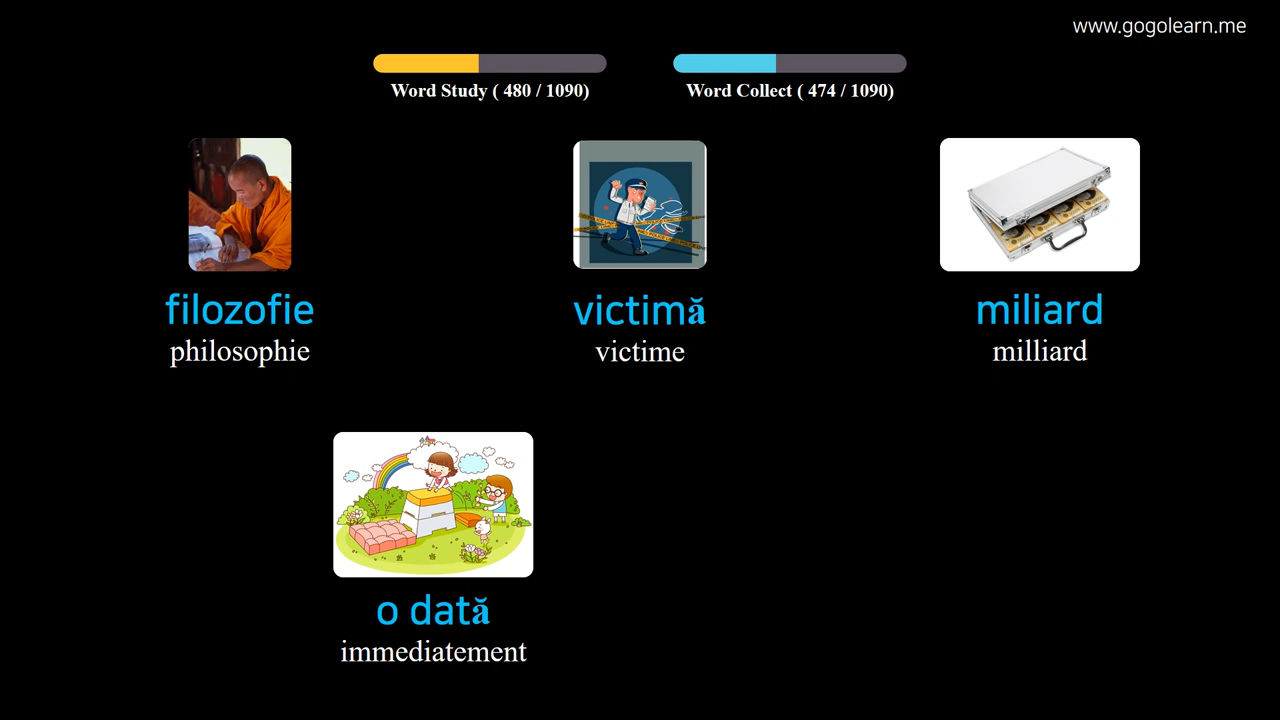 www.gogolearn.me
Word Study ( 480 / 1090)
Word Collect ( 474 / 1090)
filozofie
philosophie
victimă
victime
miliard
milliard
o dată
immediatement